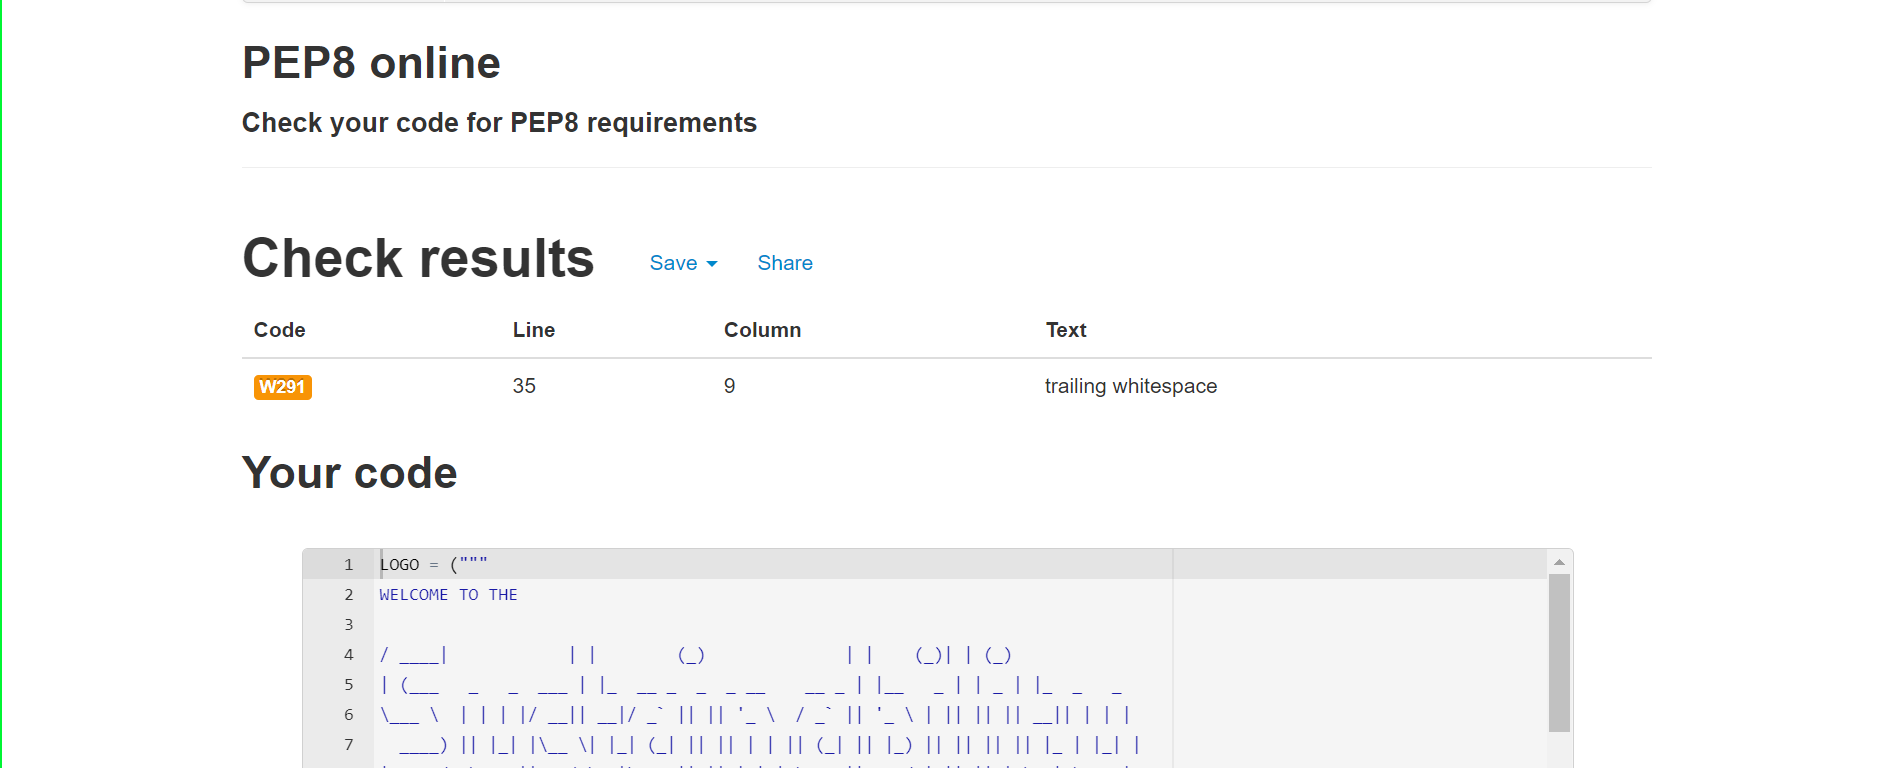 PEP8 online
Check your code for PEP8 requirements
Check results Save Share
Code Line Column Text
W291 35 9 trailing whitespace
Your code
1 LOGO = ("""
2 WELCOME TO THE
3
4 / ____|            | |        (_)              | |    (_)| | (_)
5 | (___   _   _  ___ | |_  __ _  _  _ __    __ _ | |__   _ | | _ | |_  _   _
6 \___ \  | | | |/ __|| __|/ _` || || '_ \  / _` || '_ \ | || || || __|| | | |
7   ____) || |_| |\__ \| |_| (_| || || | | || (_| || |_) || || || || |_ | |_| |